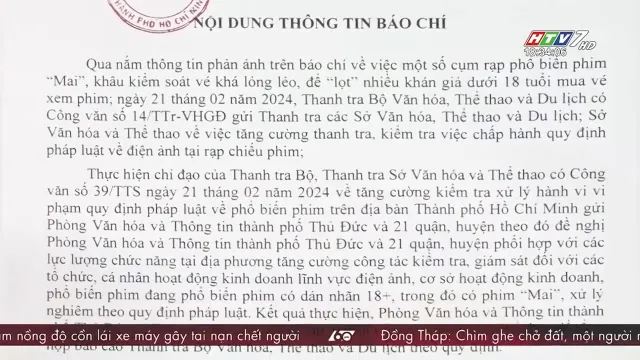 THÀNH PHỐ HỒ CHÍ MINH
NỘI DUNG THÔNG TIN BÁO CHÍ
HTV7 HD
18:34:06
Qua nắm thông tin phản ánh trên báo chí về việc một số cụm rạp phổ biến phim
“Mai”, khâu kiểm soát vé khá lỏng lẻo, để “lọt” nhiều khán giả dưới 18 tuổi mua vé
xem phim; ngày 21 tháng 02 năm 2024, Thanh tra Bộ Văn hóa, Thể thao và Du lịch có
Công văn số 14/TTr-VHGĐ gửi Thanh tra các Sở Văn hóa, Thể thao và Du lịch; Sở
Văn hóa và Thể thao về việc tăng cường thanh tra, kiểm tra việc chấp hành quy định
pháp luật về điện ảnh tại rạp chiếu phim;
Thực hiện chỉ đạo của Thanh tra Bộ, Thanh tra Sở Văn hóa và Thể thao có Công
văn số 39/TTS ngày 21 tháng 02 năm 2024 về tăng cường kiểm tra xử lý hành vi vi
phạm quy định pháp luật về phổ biến phim trên địa bàn Thành phố Hồ Chí Minh gửi
Phòng Văn hóa và Thông tin thành phố Thủ Đức và 21 quận, huyện theo đó đề nghị
Phòng Văn hóa và Thông tin thành phố Thủ Đức và 21 quận, huyện phối hợp với các
lực lượng chức năng tại địa phương tăng cường công tác kiểm tra, giám sát đối với các
tổ chức, cá nhân hoạt động kinh doanh lĩnh vực điện ảnh, cơ sở hoạt động kinh doanh,
phổ biến phim đang phổ biến phim có dán nhãn 18+, trong đó có phim “Mai”, xử lý
nghiêm theo quy định pháp luật. Kết quả thực hiện, Phòng Văn hóa và Thông tin
nồng độ cồn lái xe máy gây tai nạn chết người
60
Đồng Tháp: Chìm ghe chở đất, một người
hợp báo cáo Thanh tra Bộ Văn hóa, Thể thao và Du lịch theo quy định.